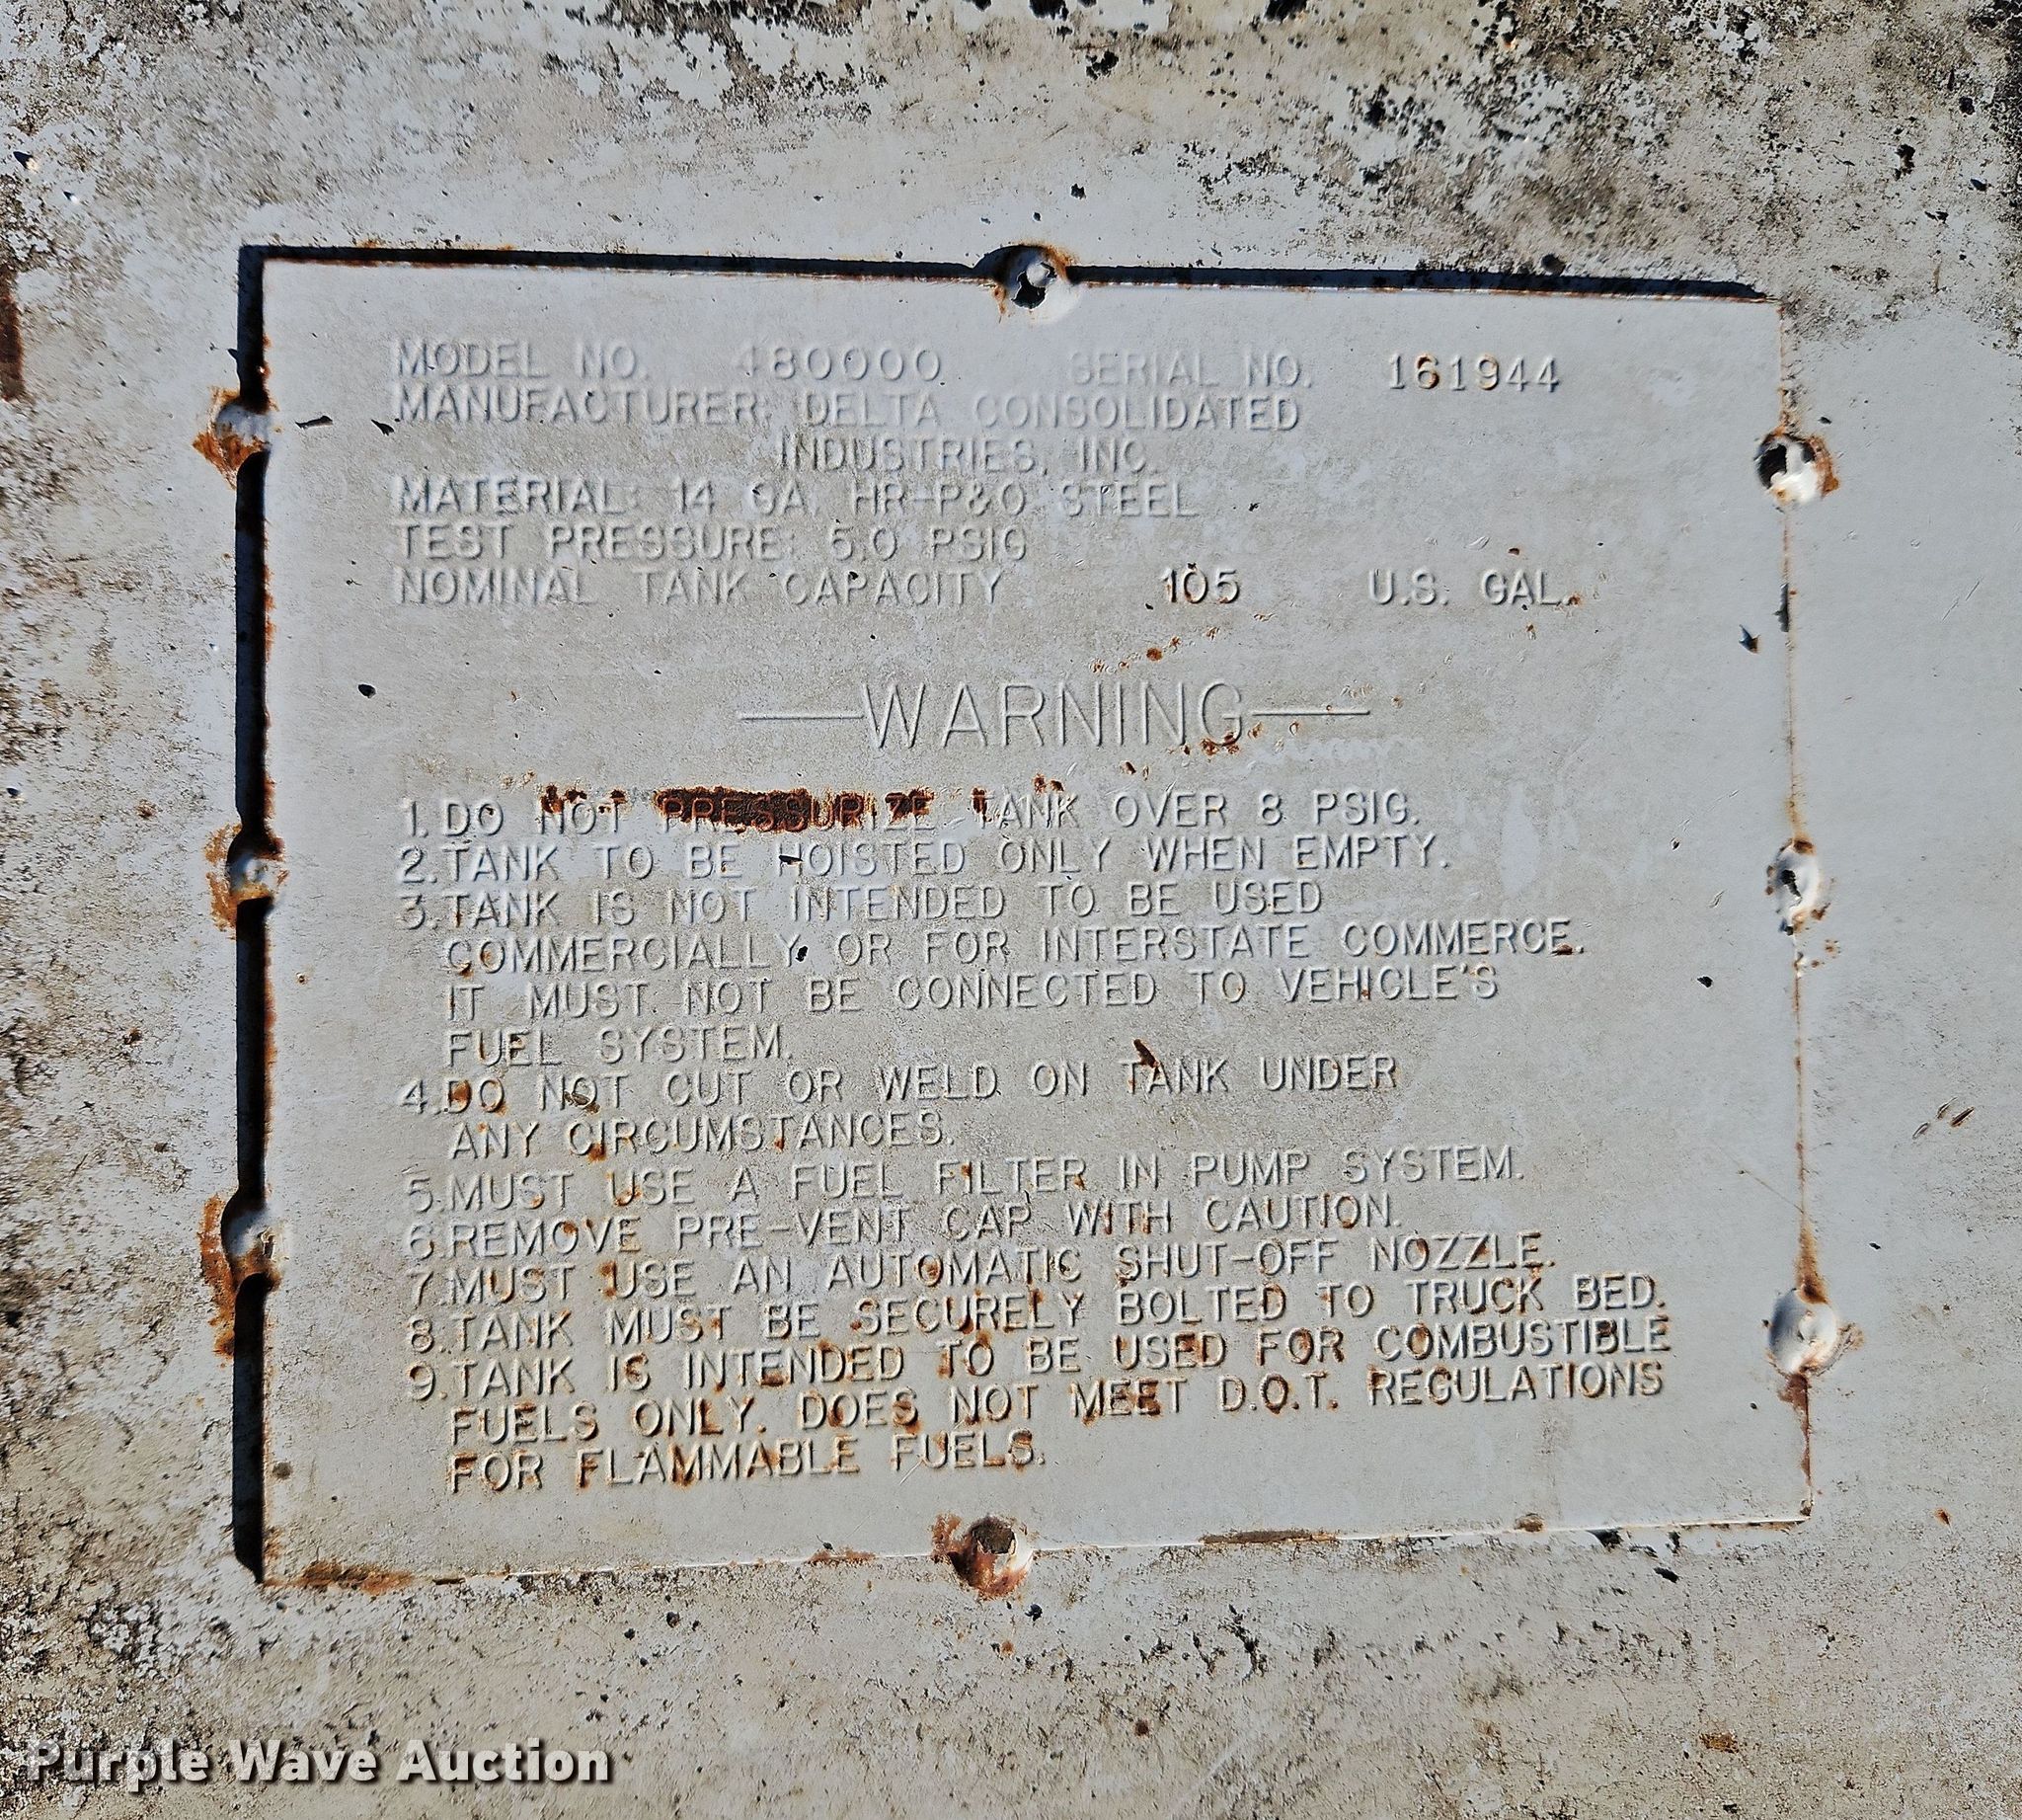 MODEL NO. 480000 SERIAL NO. 161944
MANUFACTURER: DELTA CONSOLIDATED
INDUSTRIES, INC.
MATERIAL: 14 GA. HR-P&O STEEL
TEST PRESSURE: 5.0 PSIG
NOMINAL TANK CAPACITY 105 U.S. GAL.
—WARNING—
1. DO NOT PRESSURIZE TANK OVER 8 PSIG.
2. TANK TO BE HOISTED ONLY WHEN EMPTY.
3. TANK IS NOT INTENDED TO BE USED
COMMERCIALLY OR FOR INTERSTATE COMMERCE.
IT MUST NOT BE CONNECTED TO VEHICLE'S
FUEL SYSTEM.
4. DO NOT CUT OR WELD ON TANK UNDER
ANY CIRCUMSTANCES.
5. MUST USE A FUEL FILTER IN PUMP SYSTEM.
6. REMOVE PRE-VENT CAP WITH CAUTION.
7. MUST USE AN AUTOMATIC SHUT-OFF NOZZLE.
8. TANK MUST BE SECURELY BOLTED TO TRUCK BED.
9. TANK IS INTENDED TO BE USED FOR COMBUSTIBLE
FUELS ONLY. DOES NOT MEET D.O.T. REGULATIONS
FOR FLAMMABLE FUELS.
Purple Wave Auction